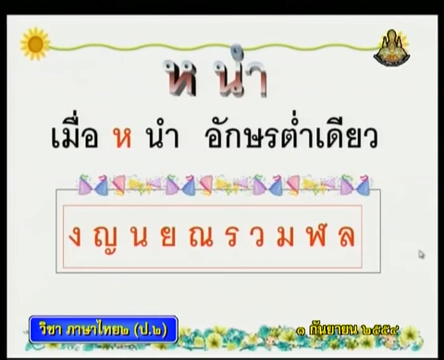 ห นำ
เมื่อ ห นำ อักษรต่ำเดี่ยว
ง ญ น ย ณ ร ว ม ฬ ล
วิชา ภาษาไทย๒ (ป.๒)
๑ กันยายน ๒๕๕๔